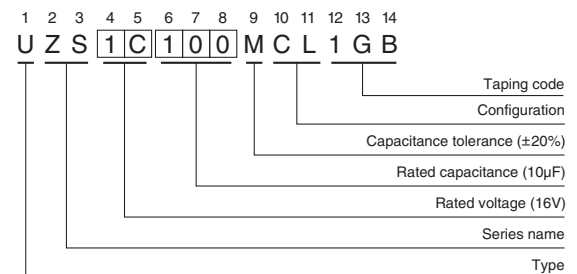 1 2 3 4 5 6 7 8 9 10 11 12 13 14
U Z S 1 C 1 0 0 M C L 1 G B
Taping code
Configuration
Capacitance tolerance (±20%)
Rated capacitance (10µF)
Rated voltage (16V)
Series name
Type